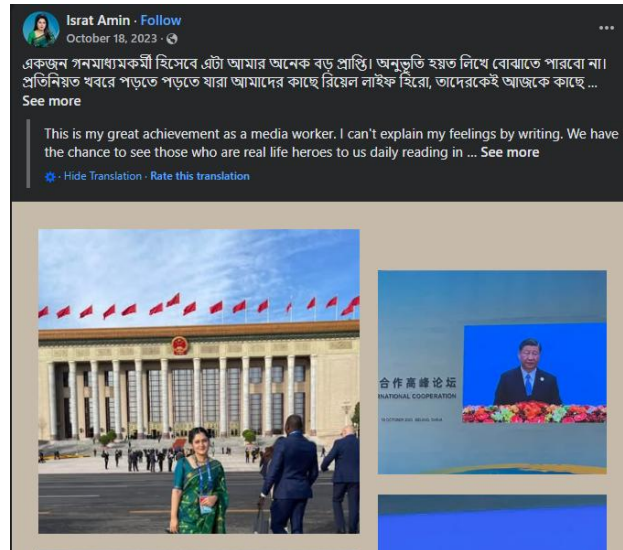 Israt Amin · Follow
October 18, 2023 ·
একজন গনমাধ্যমকর্মী হিসেবে এটা আমার অনেক বড় প্রাপ্তি। অনুভূতি হয়ত লিখে বোঝাতে পারবো না।
প্রতিনিয়ত খবরে পড়তে পড়তে যারা আমাদের কাছে রিয়েল লাইফ হিরো, তাদেরকেই আজকে কাছে ...
See more
This is my great achievement as a media worker. I can't explain my feelings by writing. We have
the chance to see those who are real life heroes to us daily reading in ... See more
· Hide Translation · Rate this translation
合作高峰论坛
NATIONAL COOPERATION